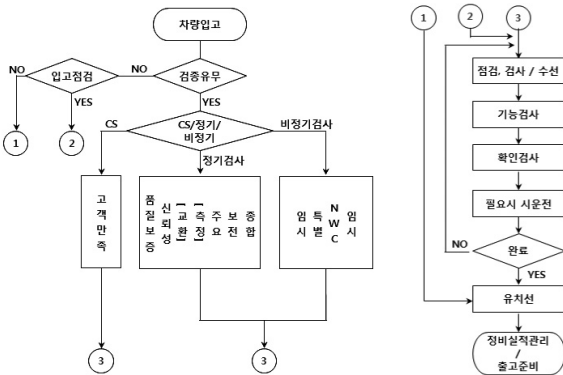 차량입고
검종유무
NO
입고점검
NO
YES
YES
1
2
CS/정기/
비정기
CS
비정기검사
정기검사
고객만족
품질보증
신뢰성
[교환]
[측정]
주요
보전
종합
임시
특별
NWC
임시
3
3
1
2
3
점검, 검사 / 수선
기능검사
확인검사
필요시 시운전
완료
NO
YES
유치선
정비실적관리
/
출고준비